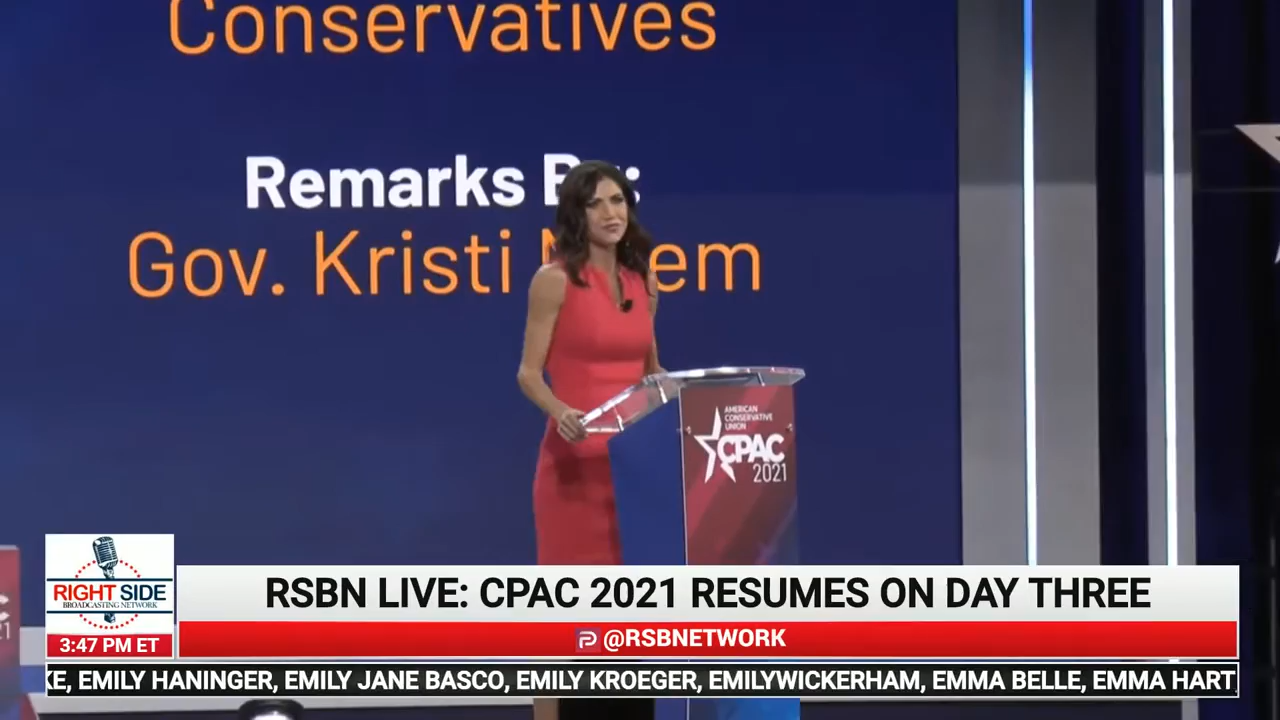 Conservatives
Remarks By:
Gov. Kristi Noem
AMERICAN
CONSERVATIVE
UNION
CPAC
2021
RIGHT SIDE
BROADCASTING NETWORK
3:47 PM ET
RSBN LIVE: CPAC 2021 RESUMES ON DAY THREE
@RSBNETWORK
EMILY HANINGER, EMILY JANE BASCO, EMILY KROEGER, EMILYWICKERHAM, EMMA BELLE, EMMA HART